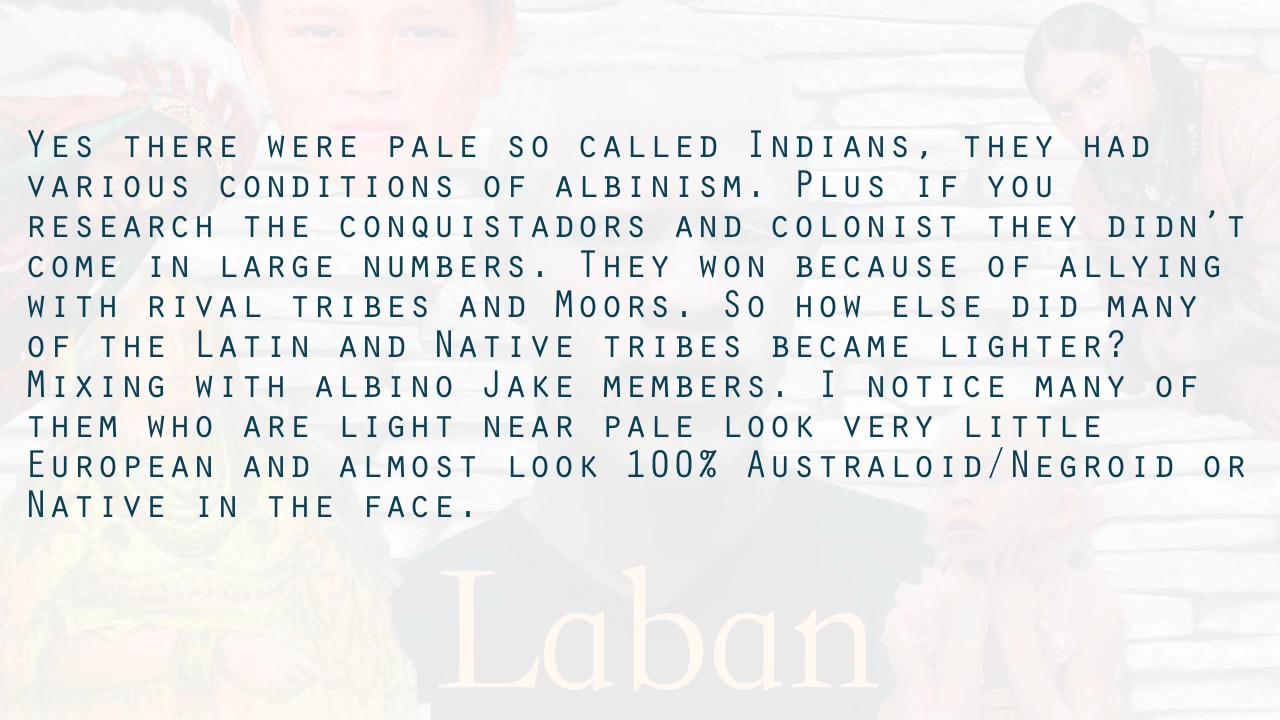 Yes there were pale so called Indians, they had
various conditions of albinism. Plus if you
research the conquistadors and colonist they didn't
come in large numbers. They won because of allying
with rival tribes and Moors. So how else did many
of the Latin and Native tribes became lighter?
Mixing with albino Jake members. I notice many of
them who are light near pale look very little
European and almost look 100% Australoid/Negroid or
Native in the face.
Laban